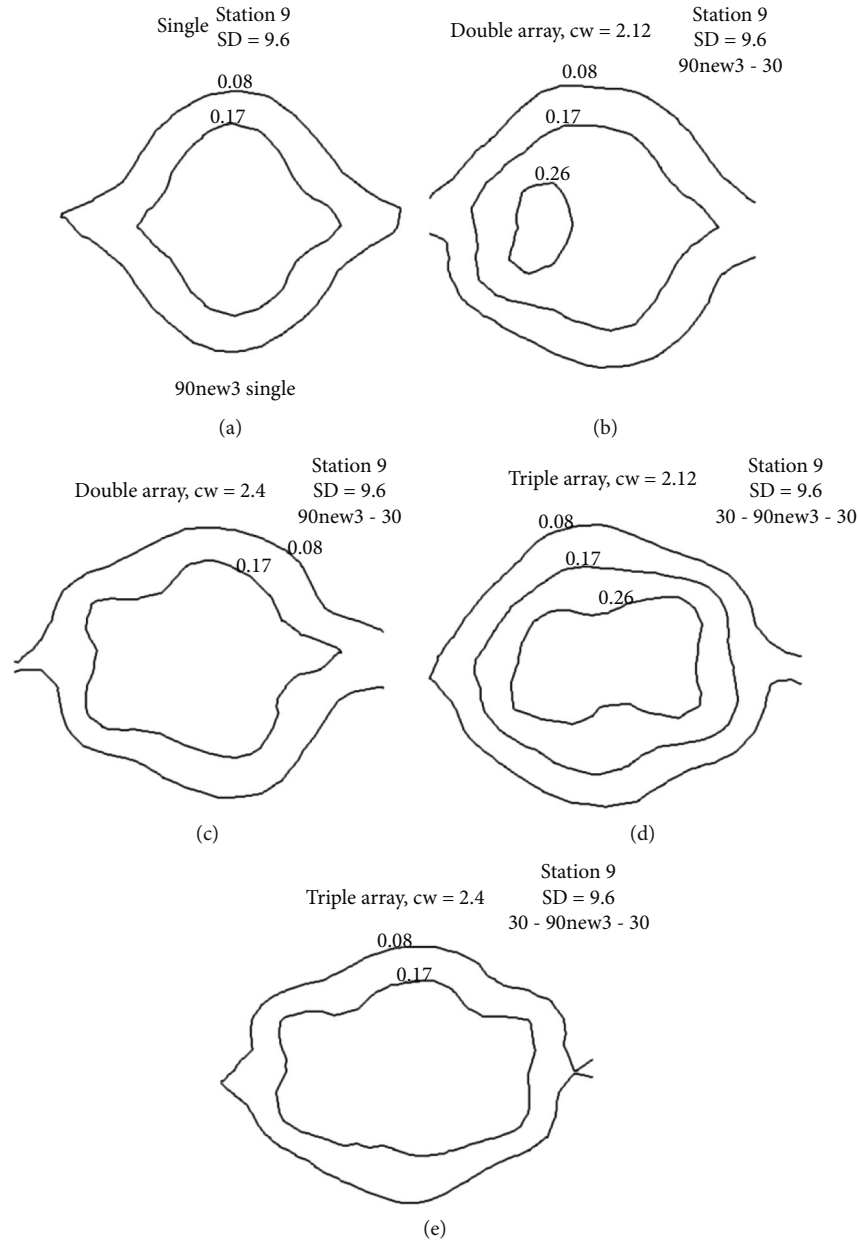 Single
Station 9
SD = 9.6
0.08
0.17
90new3 single
(a)
Double array, cw = 2.12
Station 9
SD = 9.6
90new3 - 30
0.08
0.17
0.26
(b)
Double array, cw = 2.4
Station 9
SD = 9.6
90new3 - 30
0.08
0.17
(c)
Triple array, cw = 2.12
Station 9
SD = 9.6
30 - 90new3 - 30
0.08
0.17
0.26
(d)
Triple array, cw = 2.4
Station 9
SD = 9.6
30 - 90new3 - 30
0.08
0.17
(e)